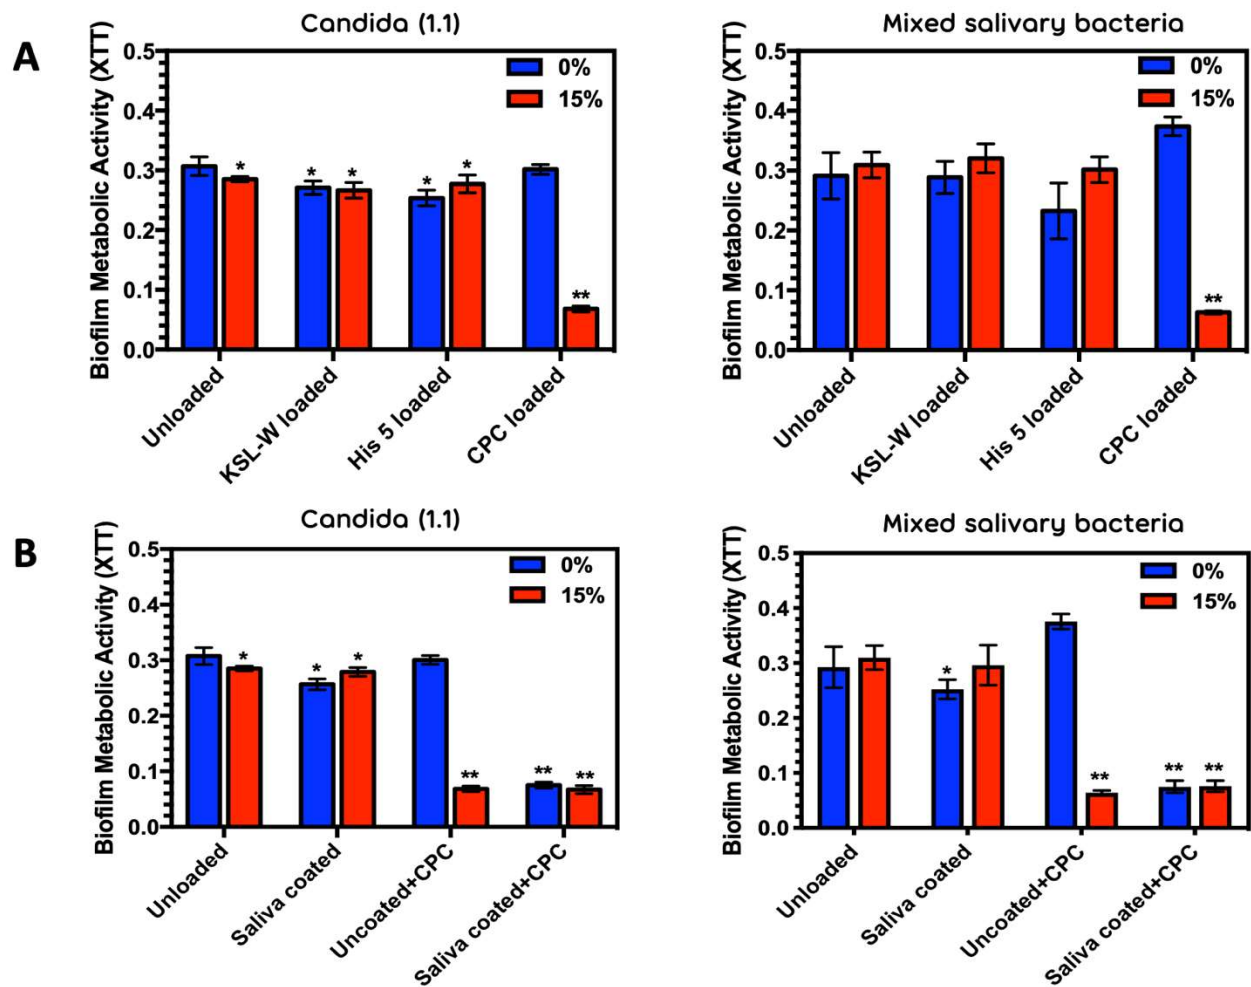 A
Candida (1.1)
Biofilm Metabolic Activity (XTT)
0.5
0.4
0.3
0.2
0.1
0.0
0%
15%
*
*
*
*
*
**
Unloaded
KSL-W loaded
His 5 loaded
CPC loaded
Mixed salivary bacteria
Biofilm Metabolic Activity (XTT)
0.5
0.4
0.3
0.2
0.1
0.0
0%
15%
**
Unloaded
KSL-W loaded
His 5 loaded
CPC loaded
B
Candida (1.1)
Biofilm Metabolic Activity (XTT)
0.5
0.4
0.3
0.2
0.1
0.0
0%
15%
*
*
*
**
**
**
Unloaded
Saliva coated
Uncoated+CPC
Saliva coated+CPC
Mixed salivary bacteria
Biofilm Metabolic Activity (XTT)
0.5
0.4
0.3
0.2
0.1
0.0
0%
15%
*
**
**
**
Unloaded
Saliva coated
Uncoated+CPC
Saliva coated+CPC